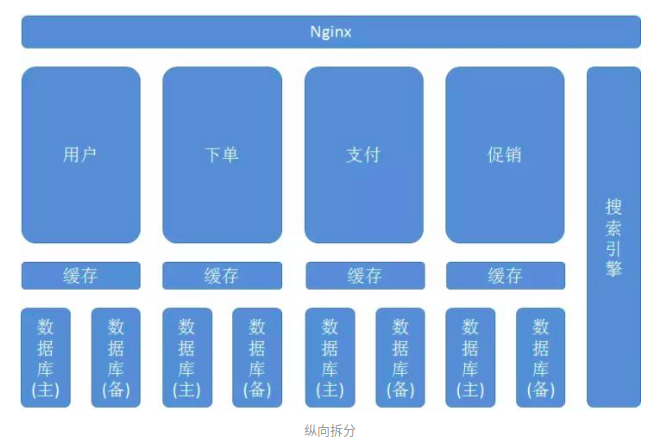 Nginx
用户
下单
支付
促销
搜
索
引
擎
缓存
缓存
缓存
缓存
数
据
库
(主)
数
据
库
(备)
数
据
库
(主)
数
据
库
(备)
数
据
库
(主)
数
据
库
(备)
数
据
库
(主)
数
据
库
(备)
纵向拆分